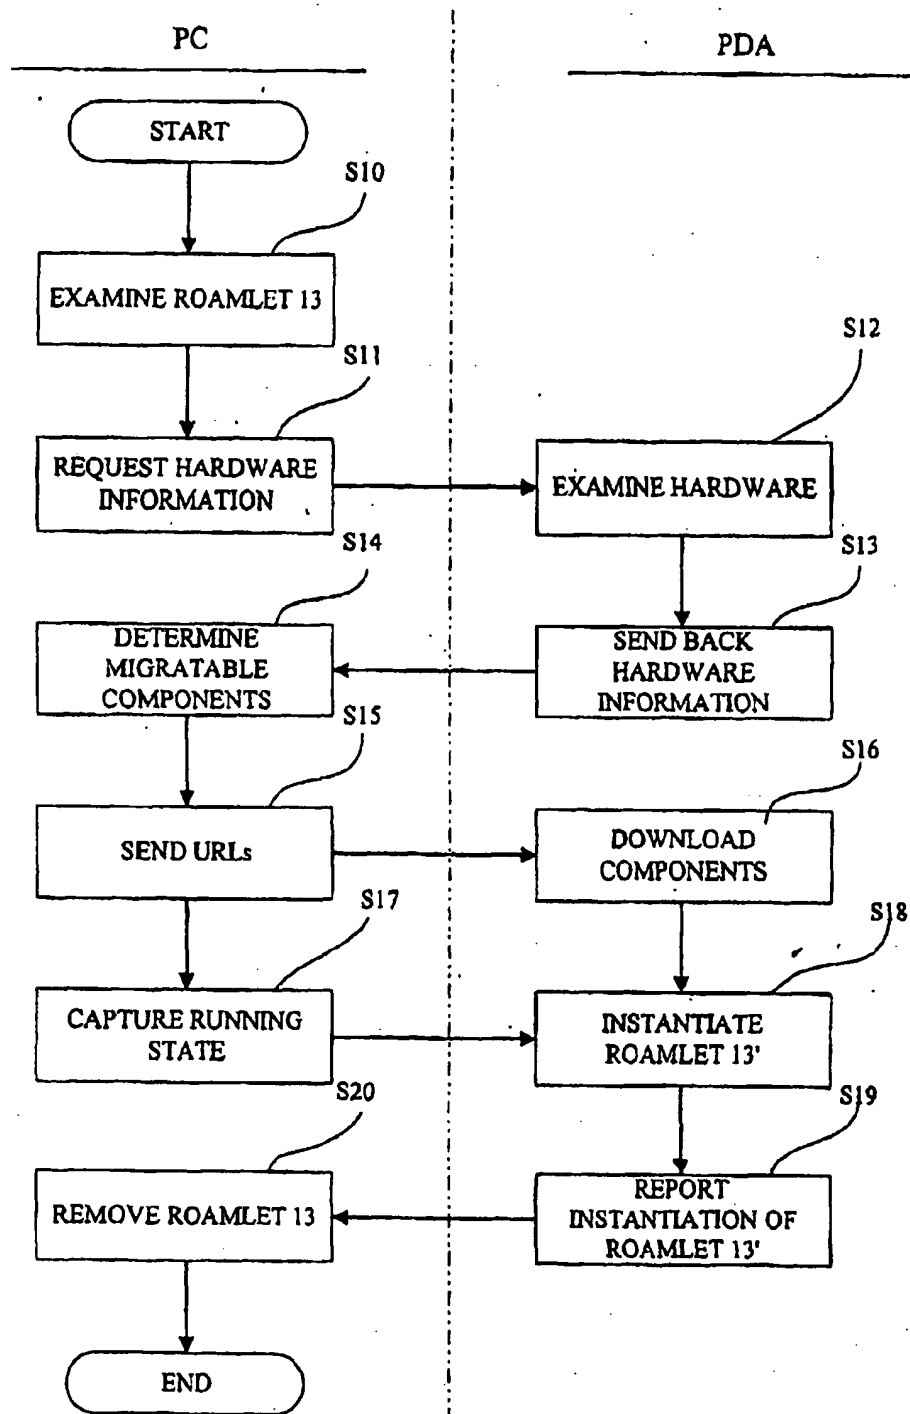 PC
PDA
START
S10
EXAMINE ROAMLET 13
S12
S11
REQUEST HARDWARE
INFORMATION
EXAMINE HARDWARE
S14
S13
DETERMINE
MIGRATABLE
COMPONENTS
SEND BACK
HARDWARE
INFORMATION
S15
S16
SEND URLs
DOWNLOAD
COMPONENTS
S17
S18
CAPTURE RUNNING
STATE
INSTANTIATE
ROAMLET 13'
S20
S19
REMOVE ROAMLET 13
REPORT
INSTANTIATION OF
ROAMLET 13'
END